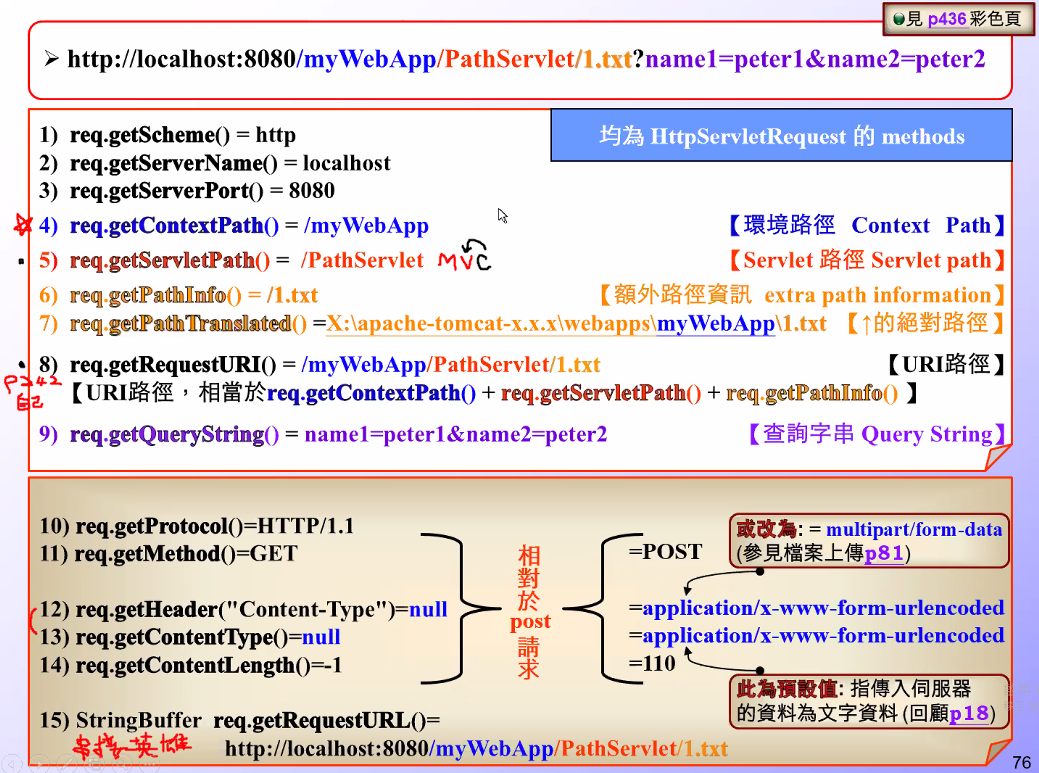 見 p436 彩色頁
➢ http://localhost:8080/myWebApp/PathServlet/1.txt?name1=peter1&name2=peter2
均為 HttpServletRequest 的 methods
1) req.getScheme() = http
2) req.getServerName() = localhost
3) req.getServerPort() = 8080
4) req.getContextPath() = /myWebApp 【環境路徑 Context Path】
5) req.getServletPath() = /PathServlet MVC 【Servlet 路徑 Servlet path】
6) req.getPathInfo() = /1.txt 【額外路徑資訊 extra path information】
7) req.getPathTranslated() =X:\apache-tomcat-x.x.x\webapps\myWebApp\1.txt 【↑的絕對路徑】
8) req.getRequestURI() = /myWebApp/PathServlet/1.txt 【URI路徑】
P242
自己
【URI路徑，相當於req.getContextPath() + req.getServletPath() + req.getPathInfo() 】
9) req.getQueryString() = name1=peter1&name2=peter2 【查詢字串 Query String】
10) req.getProtocol()=HTTP/1.1
11) req.getMethod()=GET
12) req.getHeader("Content-Type")=null
13) req.getContentType()=null
14) req.getContentLength()=-1
相
對
於
post
請
求
=POST
=application/x-www-form-urlencoded
=application/x-www-form-urlencoded
=110
或改為: = multipart/form-data
(參見檔案上傳p81)
此為預設值: 指傳入伺服器
的資料為文字資料 (回顧p18)
15) StringBuffer req.getRequestURL()=
串接英雄
http://localhost:8080/myWebApp/PathServlet/1.txt
76